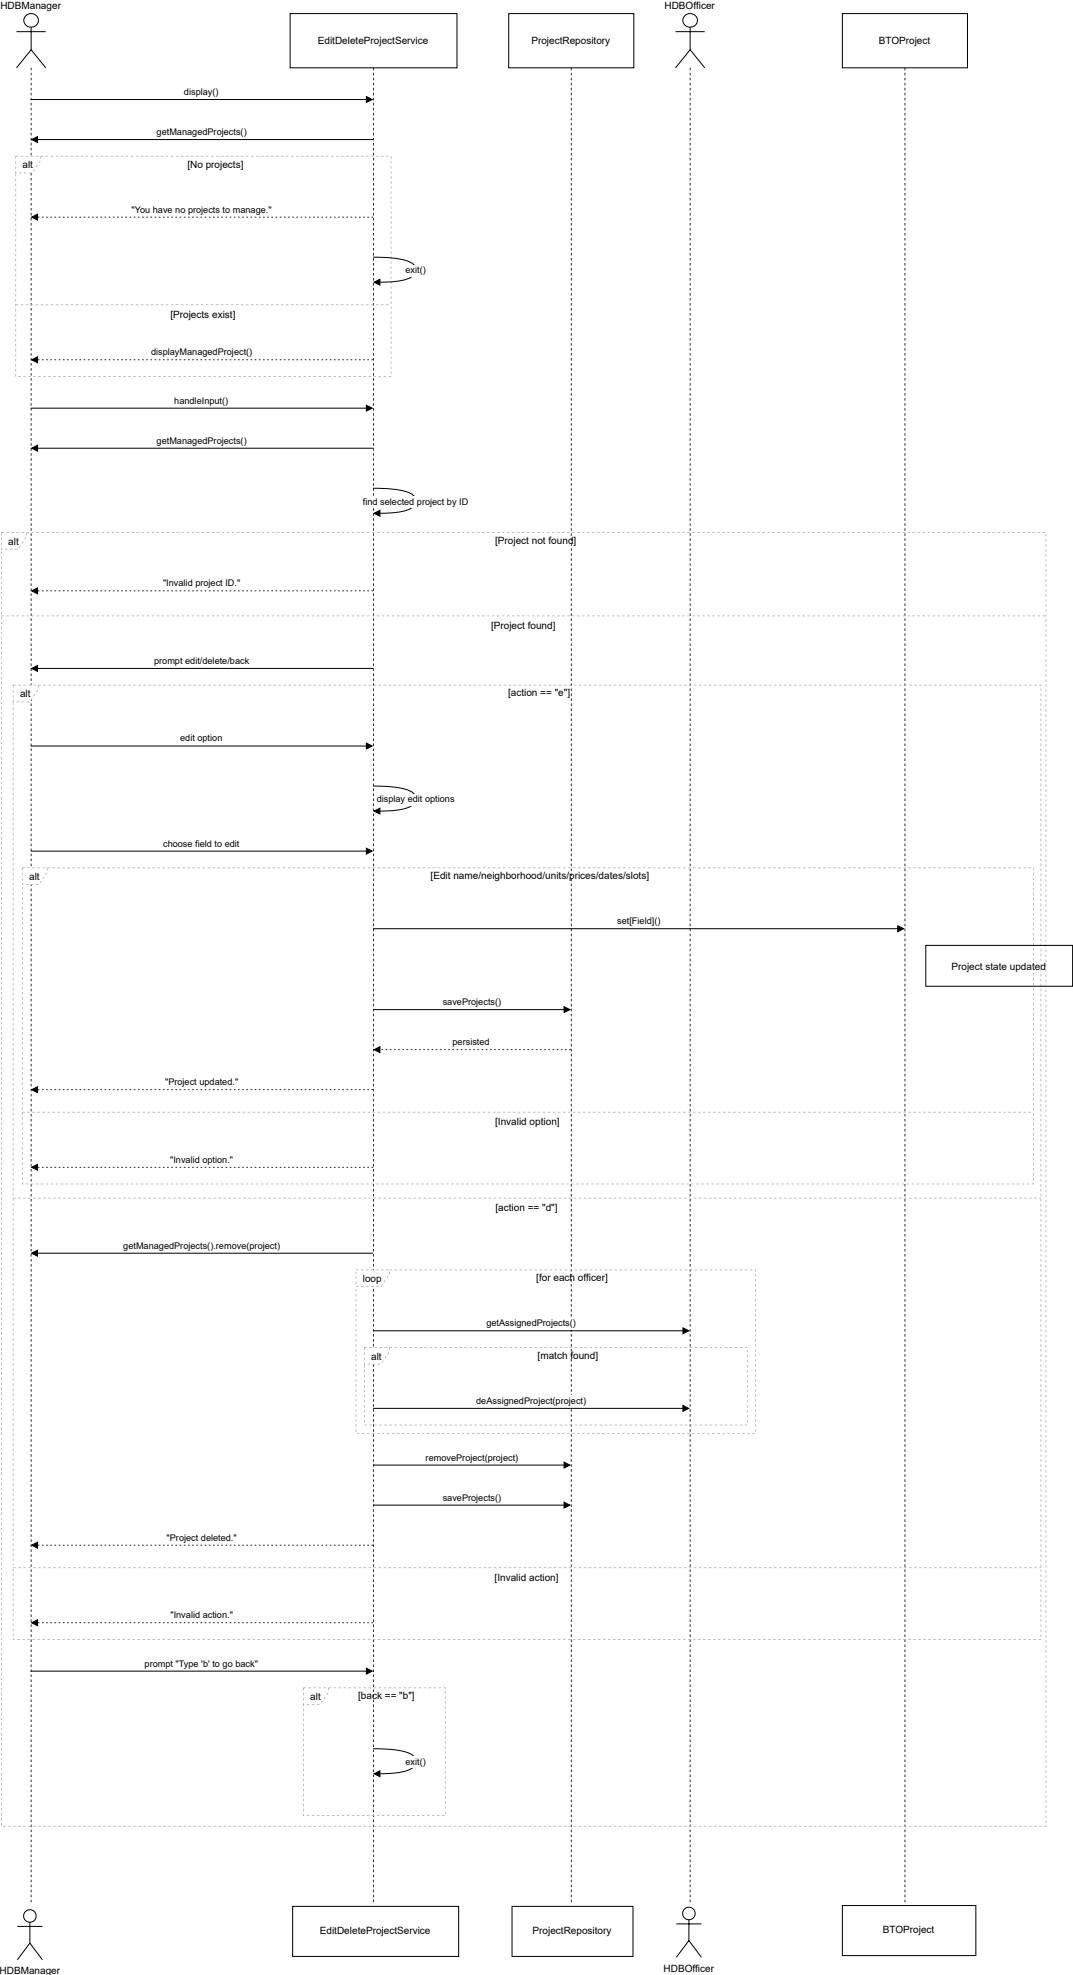 HDBManager
HDBOfficer
EditDeleteProjectService
ProjectRepository
BTOProject
display()
getManagedProjects()
alt
[No projects]
"You have no projects to manage."
exit()
[Projects exist]
displayManagedProject()
handleInput()
getManagedProjects()
find selected project by ID
alt
[Project not found]
"Invalid project ID."
[Project found]
prompt edit/delete/back
alt
[action == "e"]
edit option
display edit options
choose field to edit
alt
[Edit name/neighborhood/units/prices/dates/slots]
set[Field]()
Project state updated
saveProjects()
persisted
"Project updated."
[Invalid option]
"Invalid option."
[action == "d"]
getManagedProjects().remove(project)
loop
[for each officer]
getAssignedProjects()
alt
[match found]
deAssignedProject(project)
removeProject(project)
saveProjects()
"Project deleted."
[Invalid action]
"Invalid action."
prompt "Type 'b' to go back"
alt
[back == "b"]
exit()
EditDeleteProjectService
ProjectRepository
BTOProject
HDBManager
HDBOfficer